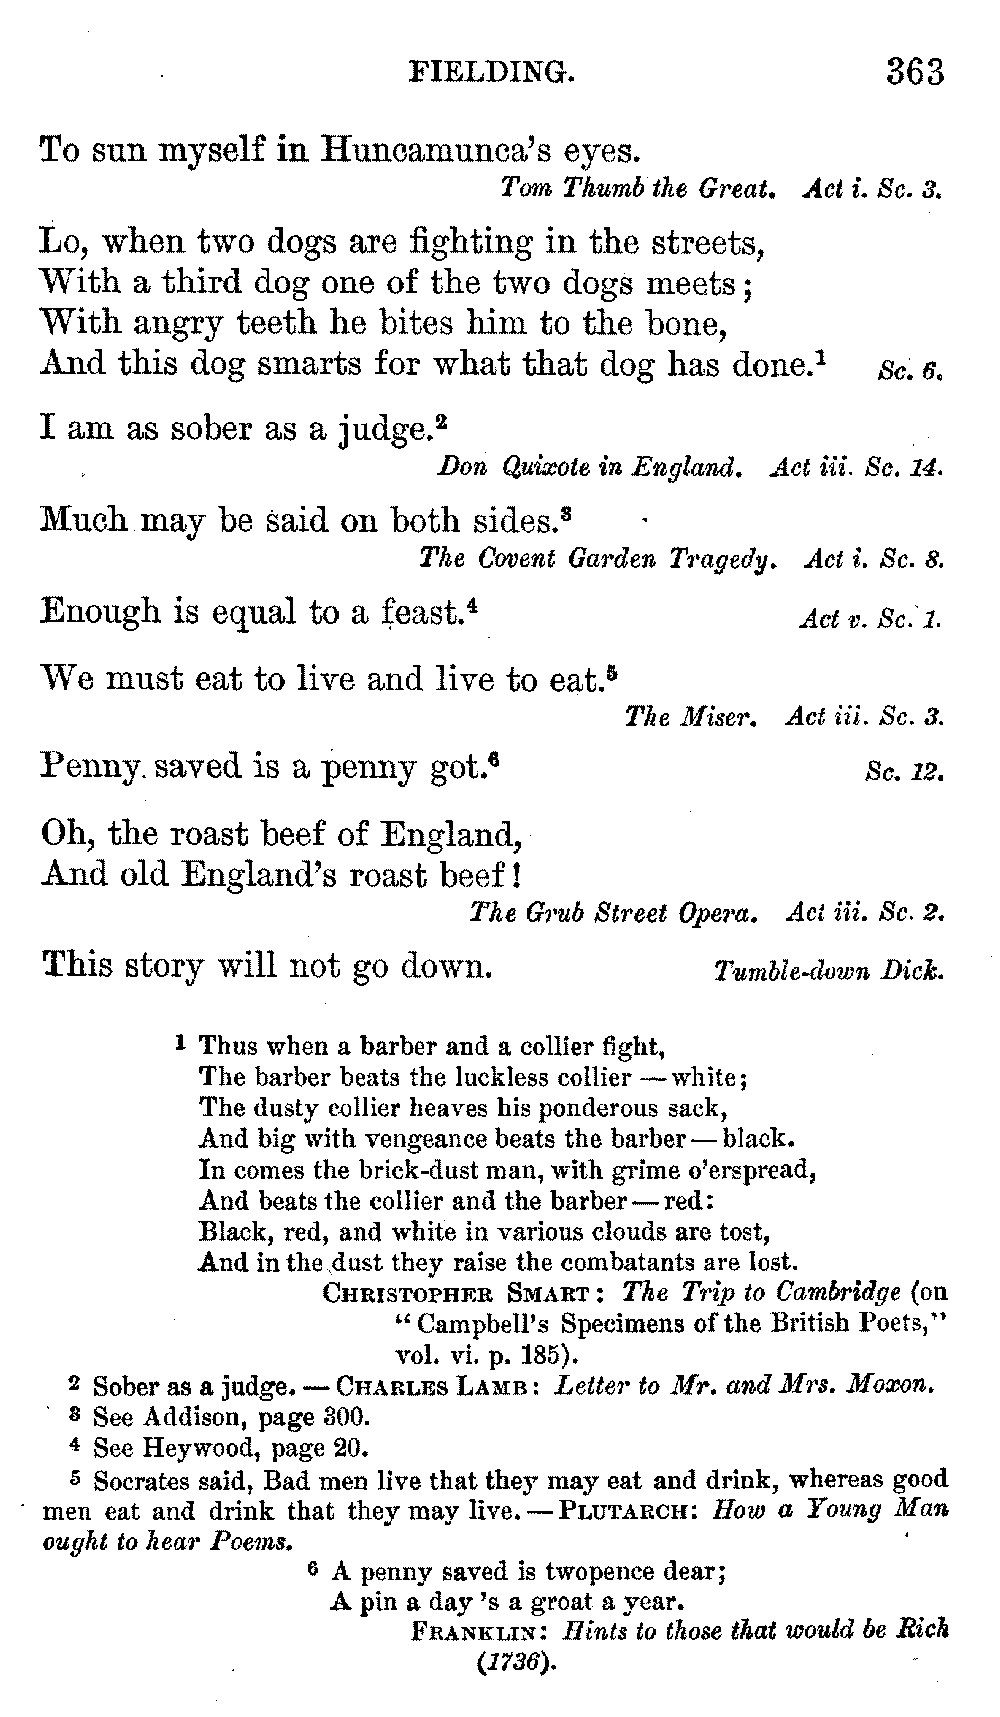 FIELDING. 363
To sun myself in Huncamunca's eyes.
Tom Thumb the Great. Act i. Sc. 3.
Lo, when two dogs are fighting in the streets,
With a third dog one of the two dogs meets;
With angry teeth he bites him to the bone,
And this dog smarts for what that dog has done.¹ Sc. 6.
I am as sober as a judge.²
Don Quixote in England. Act iii. Sc. 14.
Much may be said on both sides.³
The Covent Garden Tragedy. Act i. Sc. 8.
Enough is equal to a feast.⁴ Act v. Sc. 1.
We must eat to live and live to eat.⁵
The Miser. Act iii. Sc. 3.
Penny saved is a penny got.⁶ Sc. 12.
Oh, the roast beef of England,
And old England's roast beef!
The Grub Street Opera. Act iii. Sc. 2.
This story will not go down. Tumble-down Dick.
1 Thus when a barber and a collier fight,
The barber beats the luckless collier — white;
The dusty collier heaves his ponderous sack,
And big with vengeance beats the barber — black.
In comes the brick-dust man, with grime o'erspread,
And beats the collier and the barber — red:
Black, red, and white in various clouds are tost,
And in the dust they raise the combatants are lost.
CHRISTOPHER SMART: The Trip to Cambridge (on
"Campbell's Specimens of the British Poets,"
vol. vi. p. 185).
2 Sober as a judge. — CHARLES LAMB: Letter to Mr. and Mrs. Moxon.
3 See Addison, page 300.
4 See Heywood, page 20.
5 Socrates said, Bad men live that they may eat and drink, whereas good
men eat and drink that they may live. — PLUTARCH: How a Young Man
ought to hear Poems.
6 A penny saved is twopence dear;
A pin a day 's a groat a year.
FRANKLIN: Hints to those that would be Rich
(1736).